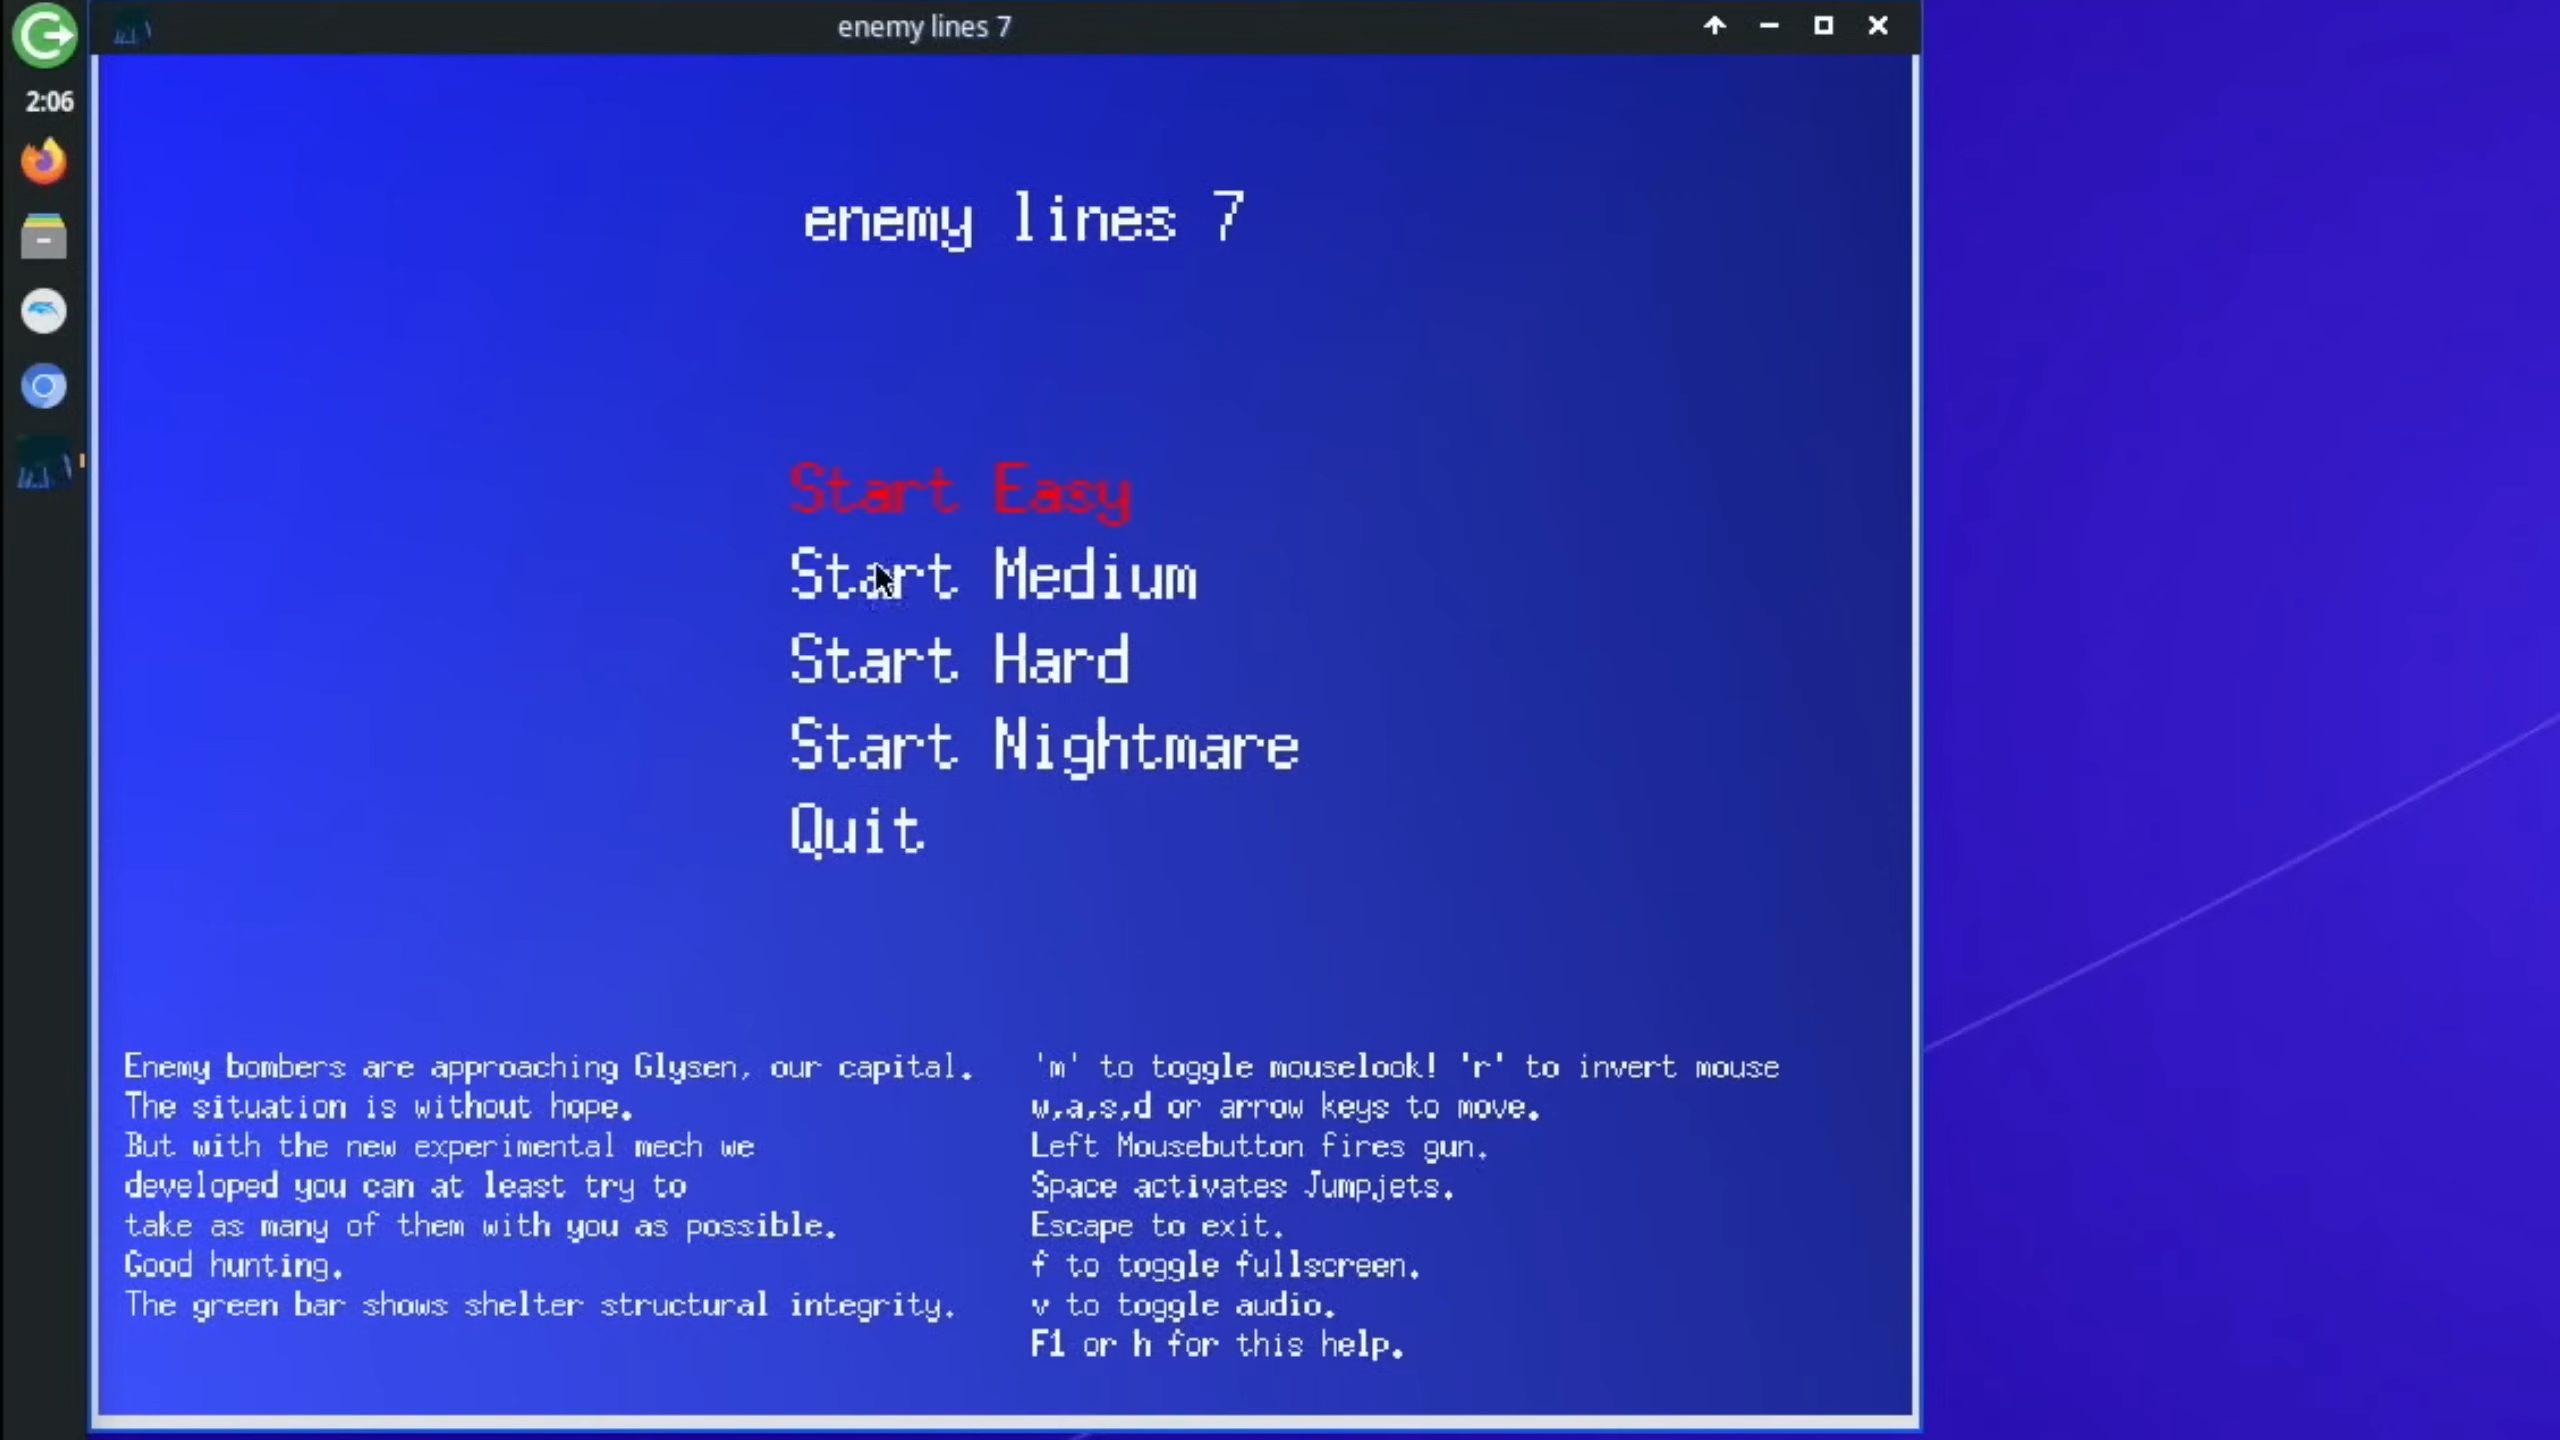 enemy lines 7
2:06
enemy lines 7
Start Easy
Start Medium
Start Hard
Start Nightmare
Quit
Enemy bombers are approaching Glysen, our capital.
The situation is without hope.
But with the new experimental mech we
developed you can at least try to
take as many of them with you as possible.
Good hunting.
The green bar shows shelter structural integrity.
'm' to toggle mouselook! 'r' to invert mouse
w,a,s,d or arrow keys to move.
Left Mousebutton fires gun.
Space activates Jumpjets.
Escape to exit.
f to toggle fullscreen.
v to toggle audio.
F1 or h for this help.